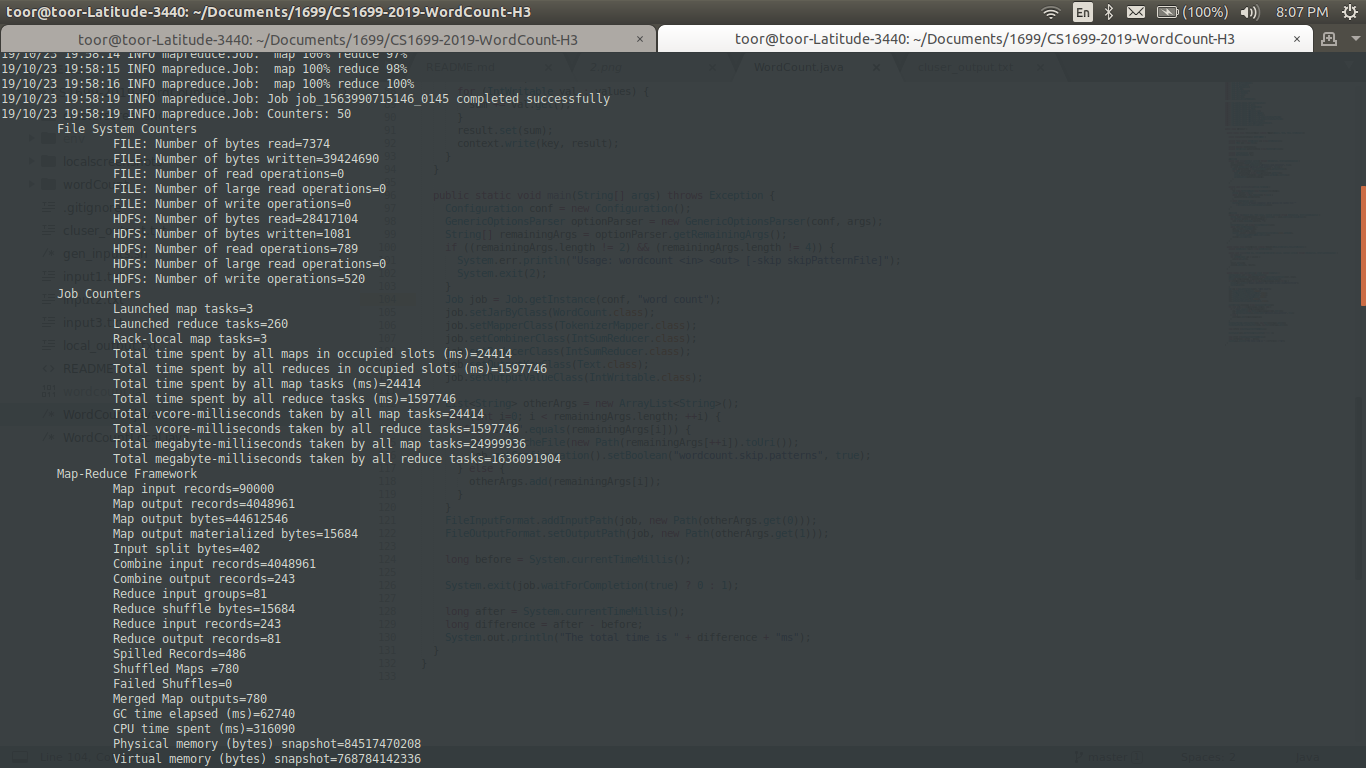 toor@toor-Latitude-3440: ~/Documents/1699/CS1699-2019-WordCount-H3
En (100%) 8:07 PM
toor@toor-Latitude-3440: ~/Documents/1699/CS1699-2019-WordCount-H3 ×
toor@toor-Latitude-3440: ~/Documents/1699/CS1699-2019-WordCount-H3 ×
19/10/23 19:58:14 INFO mapreduce.Job:  map 100% reduce 97%
19/10/23 19:58:15 INFO mapreduce.Job:  map 100% reduce 98%
19/10/23 19:58:16 INFO mapreduce.Job:  map 100% reduce 100%
19/10/23 19:58:19 INFO mapreduce.Job: Job job_1563990715146_0145 completed successfully
19/10/23 19:58:19 INFO mapreduce.Job: Counters: 50
File System Counters
FILE: Number of bytes read=7374
FILE: Number of bytes written=39424690
FILE: Number of read operations=0
FILE: Number of large read operations=0
FILE: Number of write operations=0
HDFS: Number of bytes read=28417104
HDFS: Number of bytes written=1081
HDFS: Number of read operations=789
HDFS: Number of large read operations=0
HDFS: Number of write operations=520
Job Counters
Launched map tasks=3
Launched reduce tasks=260
Rack-local map tasks=3
Total time spent by all maps in occupied slots (ms)=24414
Total time spent by all reduces in occupied slots (ms)=1597746
Total time spent by all map tasks (ms)=24414
Total time spent by all reduce tasks (ms)=1597746
Total vcore-milliseconds taken by all map tasks=24414
Total vcore-milliseconds taken by all reduce tasks=1597746
Total megabyte-milliseconds taken by all map tasks=24999936
Total megabyte-milliseconds taken by all reduce tasks=1636091904
Map-Reduce Framework
Map input records=90000
Map output records=4048961
Map output bytes=44612546
Map output materialized bytes=15684
Input split bytes=402
Combine input records=4048961
Combine output records=243
Reduce input groups=81
Reduce shuffle bytes=15684
Reduce input records=243
Reduce output records=81
Spilled Records=486
Shuffled Maps =780
Failed Shuffles=0
Merged Map outputs=780
GC time elapsed (ms)=62740
CPU time spent (ms)=316090
Physical memory (bytes) snapshot=84517470208
Virtual memory (bytes) snapshot=768784142336